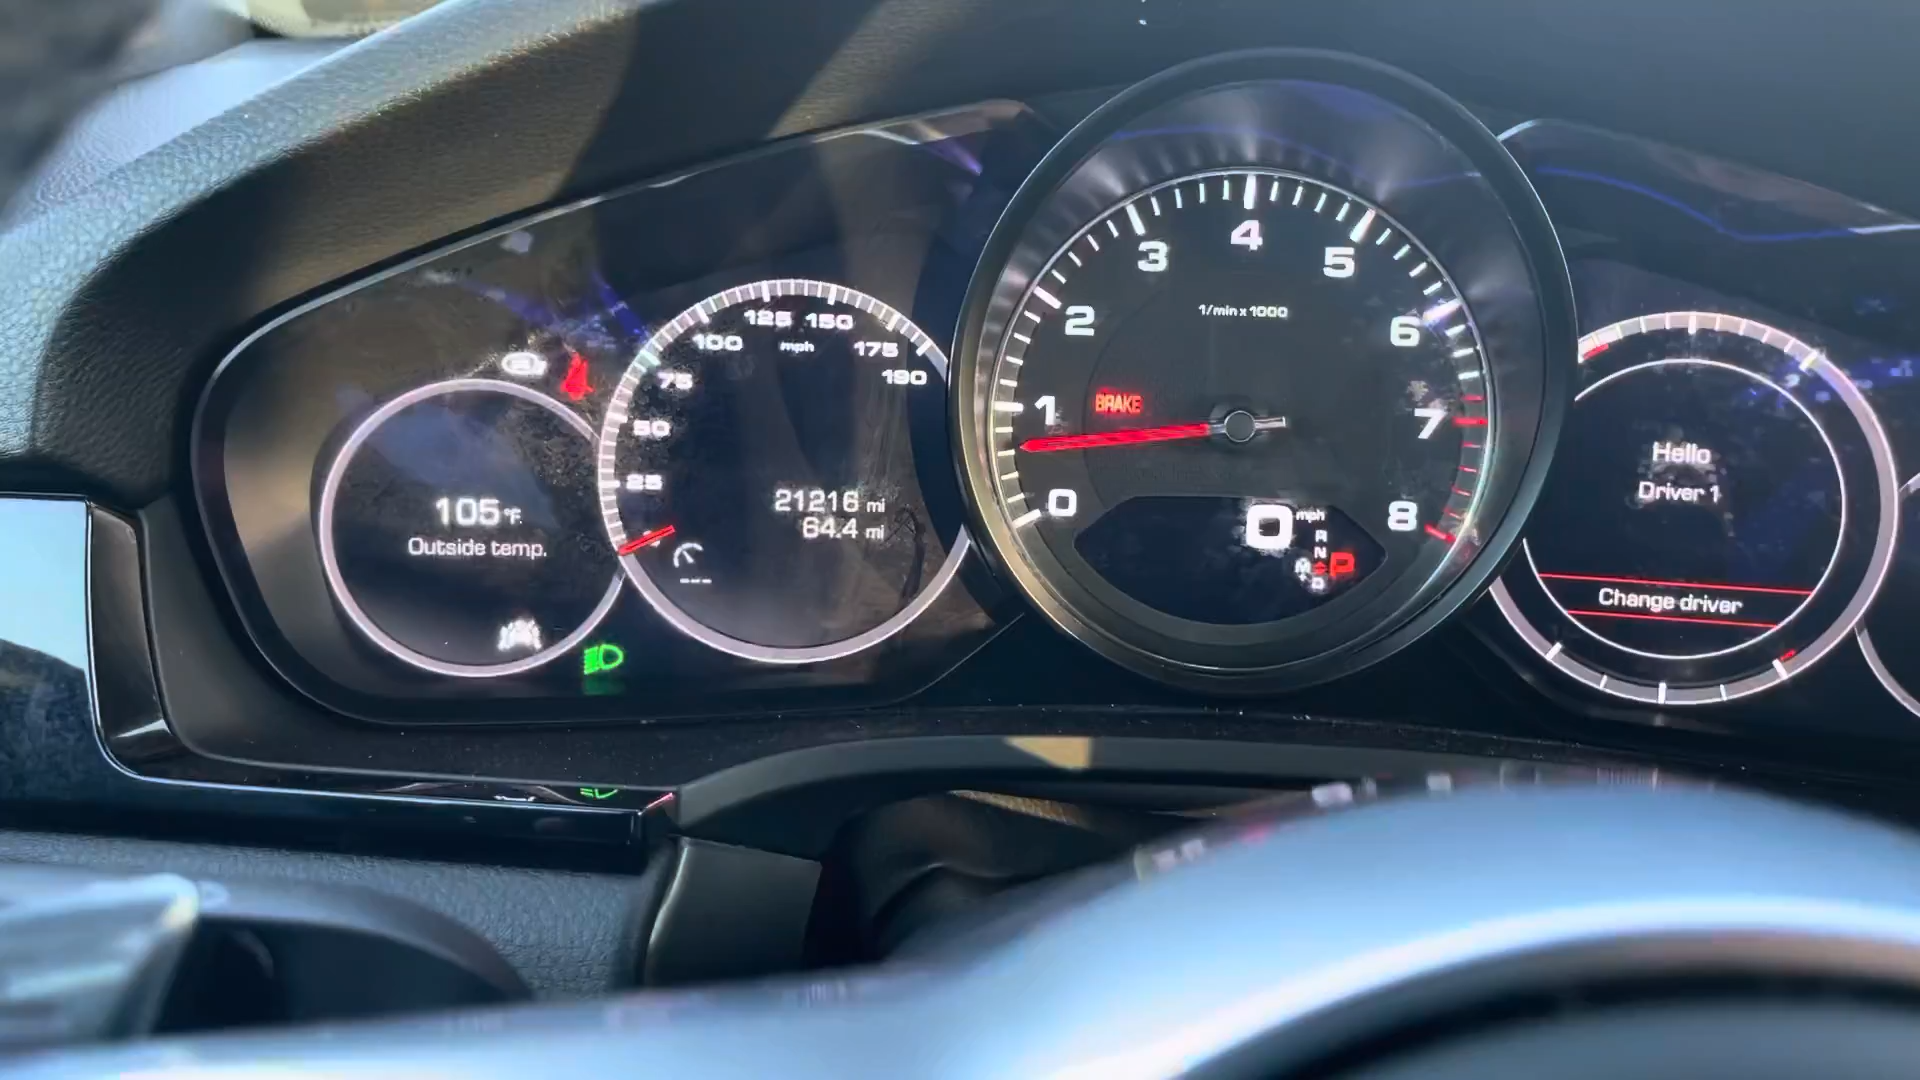 105 °F
Outside temp.
125 150
100 mph 175
75 190
50
25
21216 mi
64.4 mi
---
4
3 5
1/min x 1000
2 6
BRAKE
1 7
0 8
0 mph
R
N
M P
D
Hello
Driver 1
Change driver